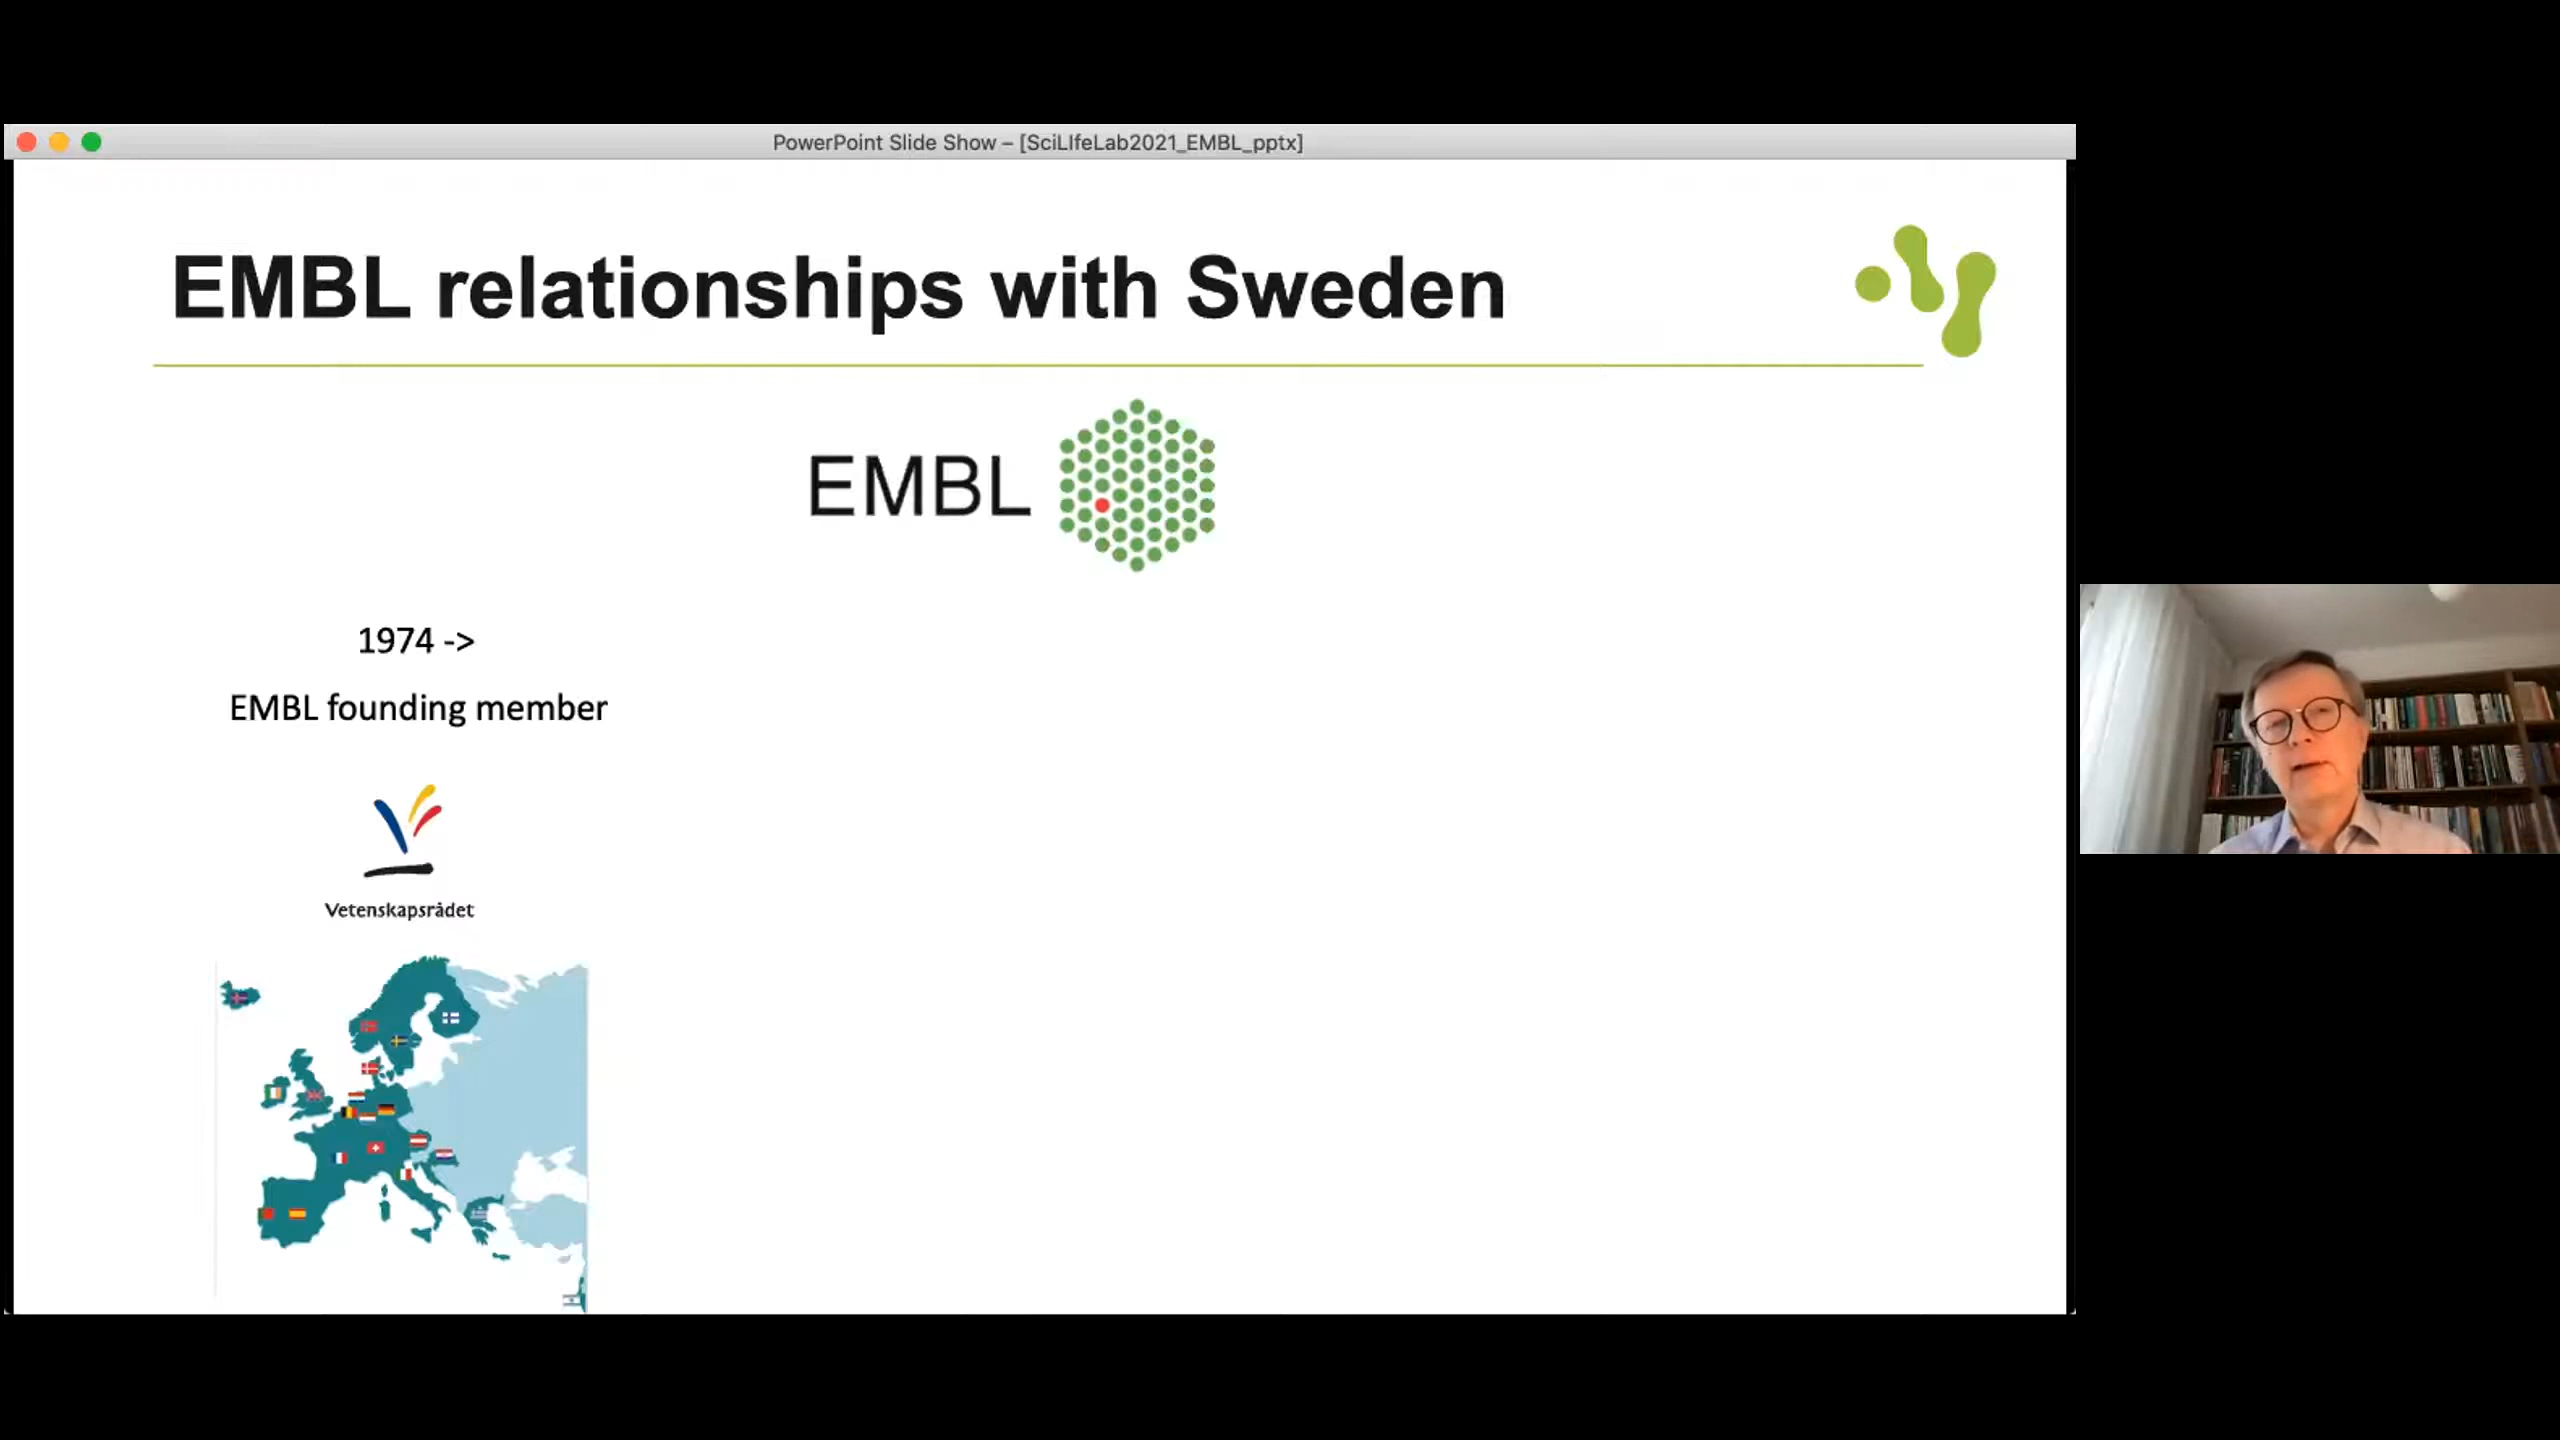 PowerPoint Slide Show – [SciLIfeLab2021_EMBL_pptx]
EMBL relationships with Sweden
EMBL
1974 ->
EMBL founding member
Vetenskapsrådet